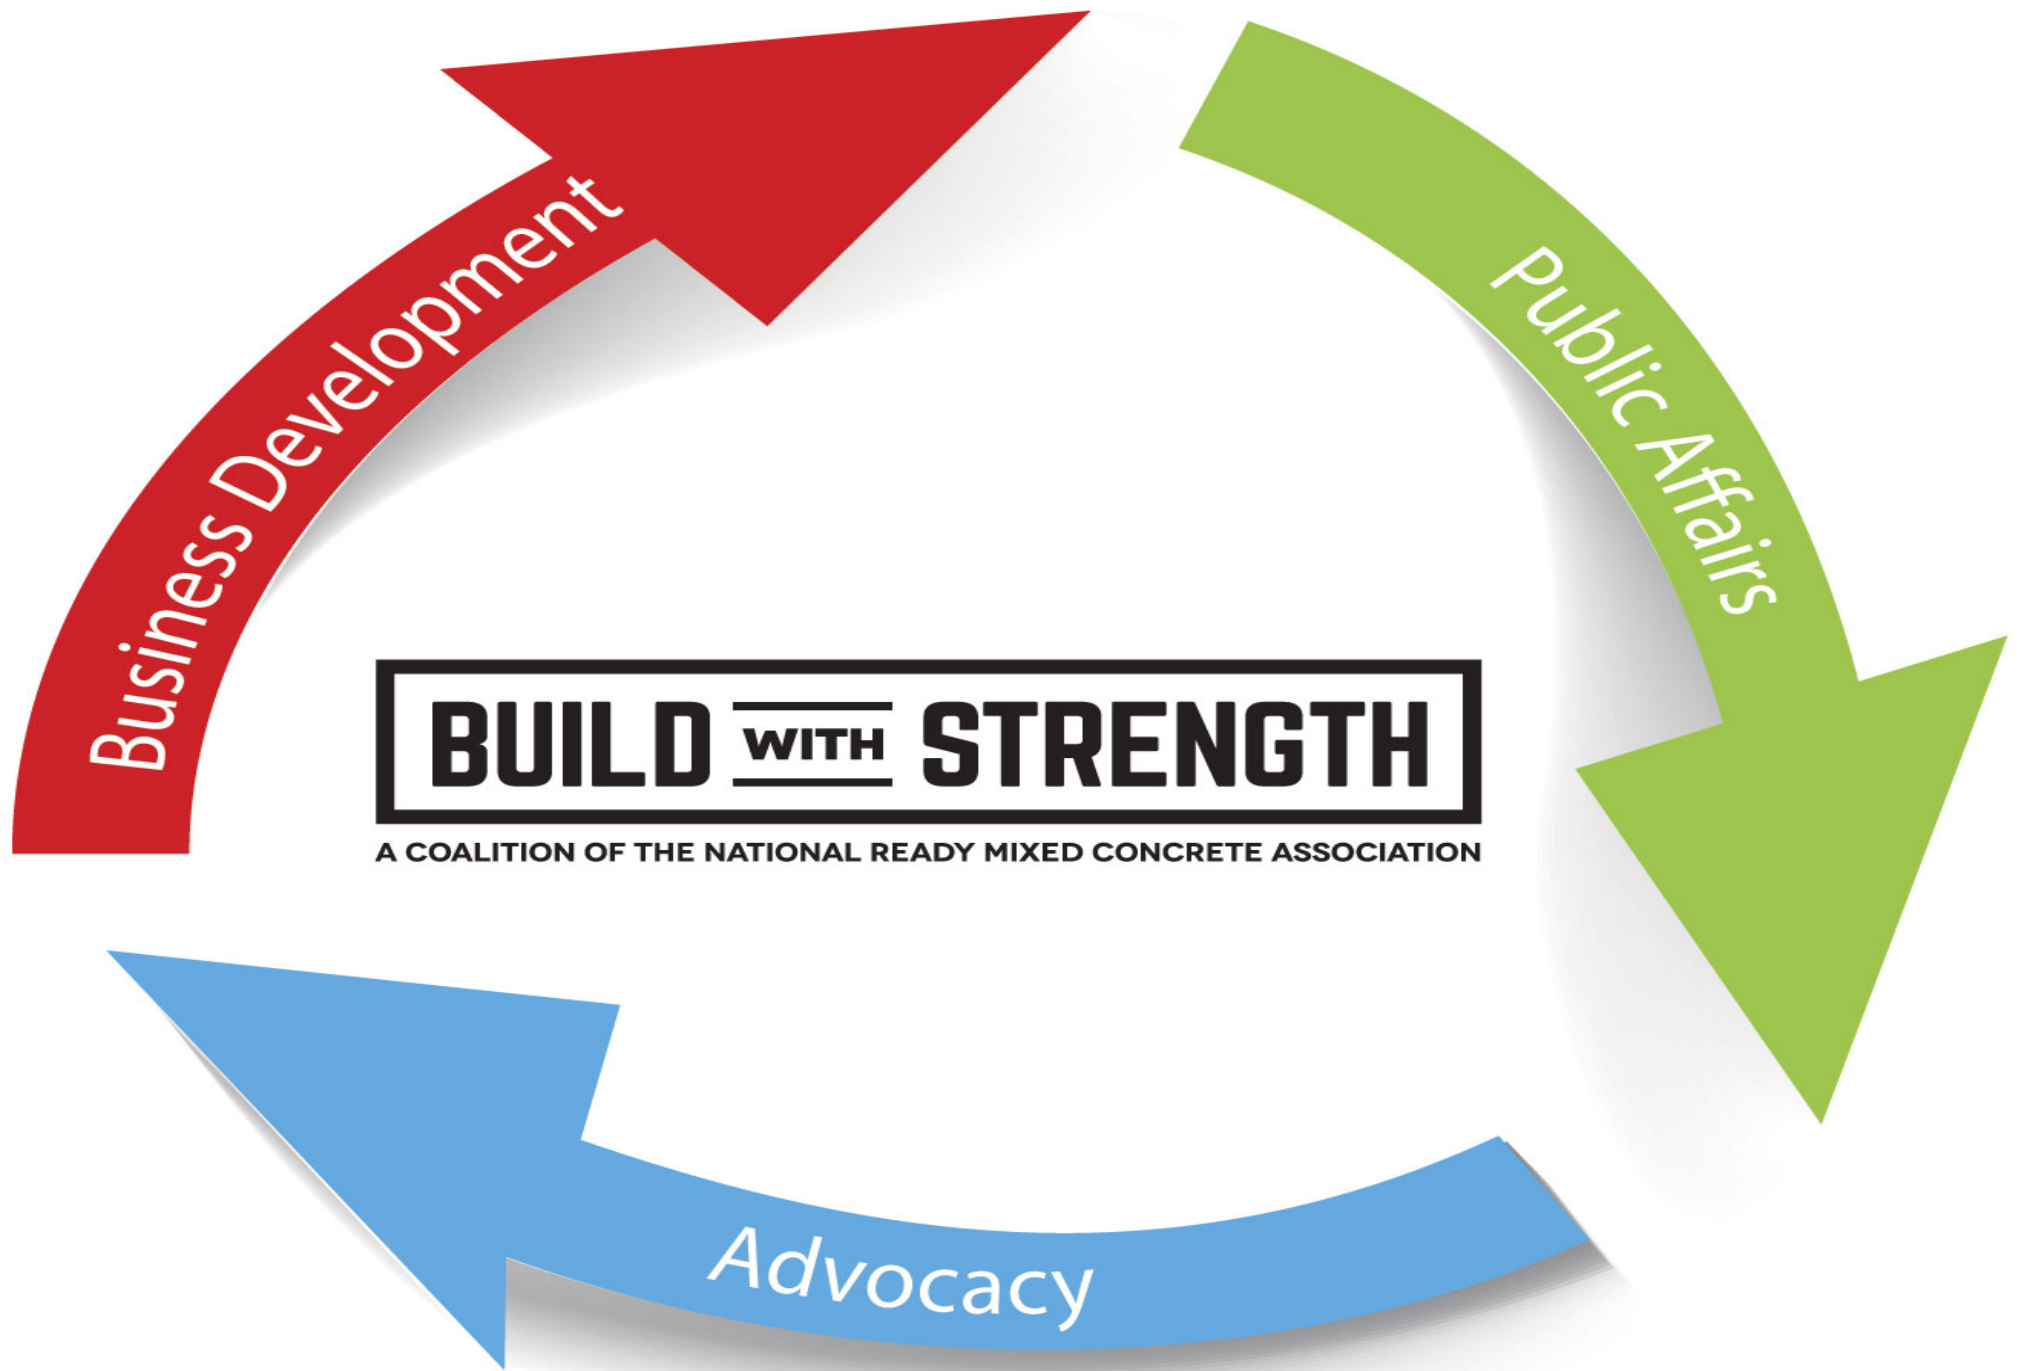 Business Development
Public Affairs
BUILD WITH STRENGTH
A COALITION OF THE NATIONAL READY MIXED CONCRETE ASSOCIATION
Advocacy